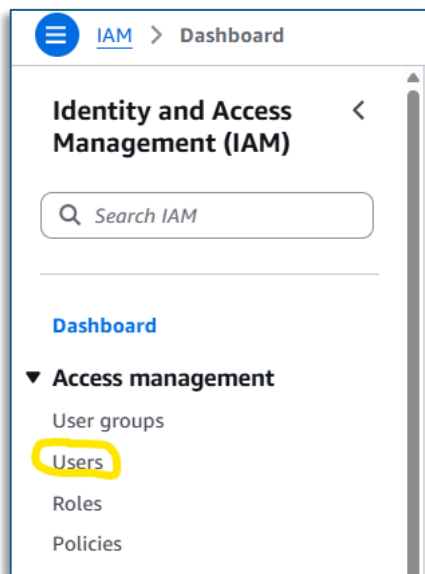 IAM > Dashboard
Identity and Access
Management (IAM)
Search IAM
Dashboard
Access management
User groups
Users
Roles
Policies